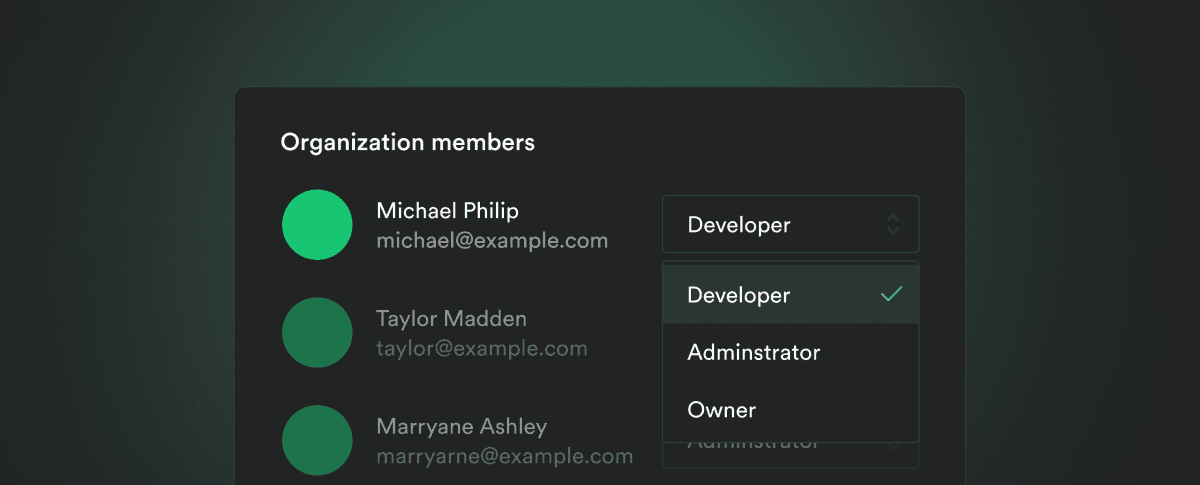 Organization members
Michael Philip
michael@example.com
Developer
Developer
Adminstrator
Owner
Taylor Madden
taylor@example.com
Marryane Ashley
marryarne@example.com
Adminstrator